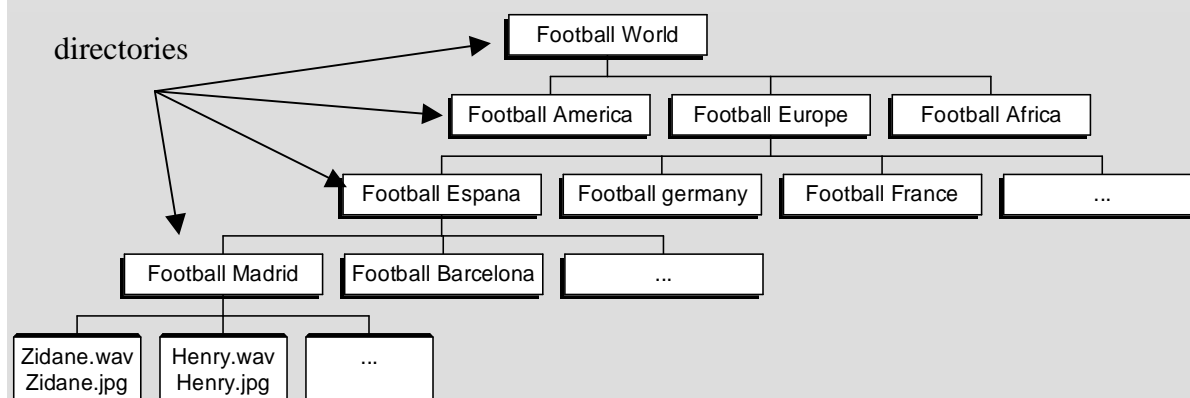 directories
Football World
Football America
Football Europe
Football Africa
Football Espana
Football germany
Football France
...
Football Madrid
Football Barcelona
...
Zidane.wav
Zidane.jpg
Henry.wav
Henry.jpg
...